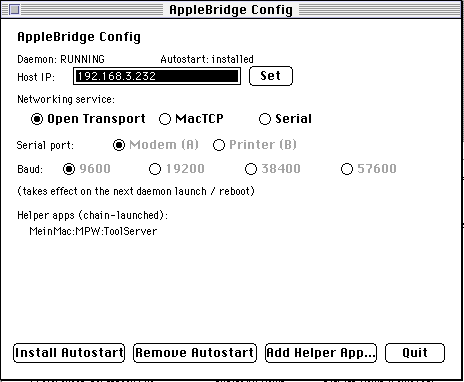 AppleBridge Config
AppleBridge Config
Daemon: RUNNING Autostart: installed
Host IP: 192.168.3.232 Set
Networking service:
Open Transport MacTCP Serial
Serial port: Modem (A) Printer (B)
Baud: 9600 19200 38400 57600
(takes effect on the next daemon launch / reboot)
Helper apps (chain-launched):
MeinMac:MPW:ToolServer
Install Autostart Remove Autostart Add Helper App... Quit